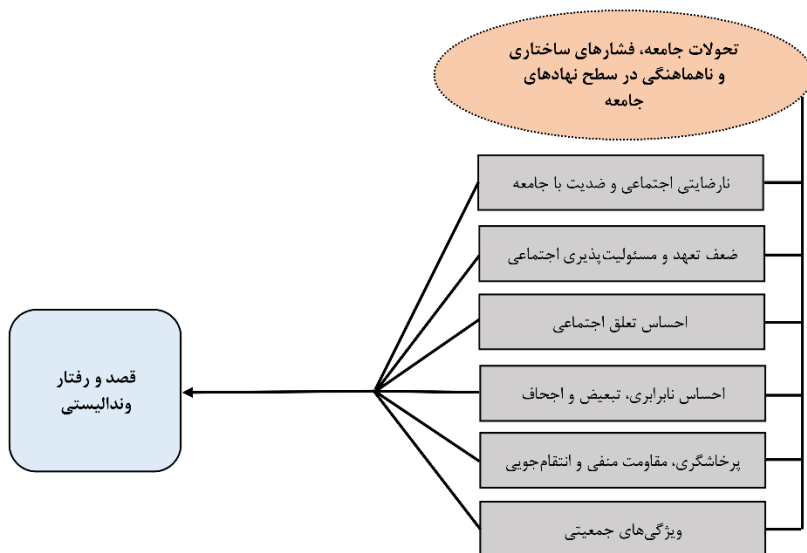 تحولات جامعه، فشارهای ساختاری
و ناهماهنگی در سطح نهادهای
جامعه
نارضایتی اجتماعی و ضدیت با جامعه
ضعف تعهد و مسئولیت‌پذیری اجتماعی
احساس تعلق اجتماعی
احساس نابرابری، تبعیض و اجحاف
پرخاشگری، مقاومت منفی و انتقام‌جویی
ویژگی‌های جمعیتی
قصد و رفتار
وندالیستی